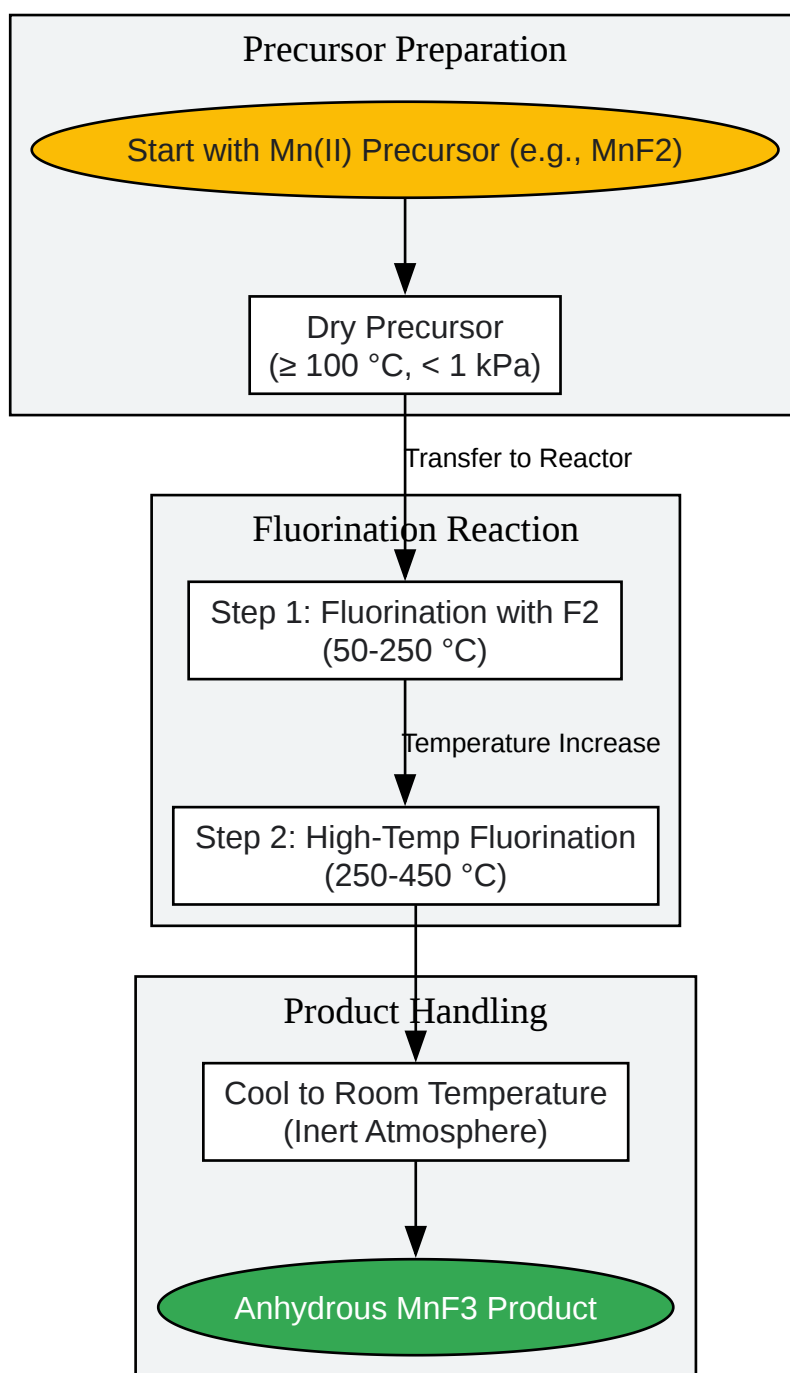 Precursor Preparation
Start with Mn(II) Precursor (e.g., MnF2)
Dry Precursor
(≥ 100 °C, < 1 kPa)
Transfer to Reactor
Fluorination Reaction
Step 1: Fluorination with F2
(50-250 °C)
Temperature Increase
Step 2: High-Temp Fluorination
(250-450 °C)
Product Handling
Cool to Room Temperature
(Inert Atmosphere)
Anhydrous MnF3 Product